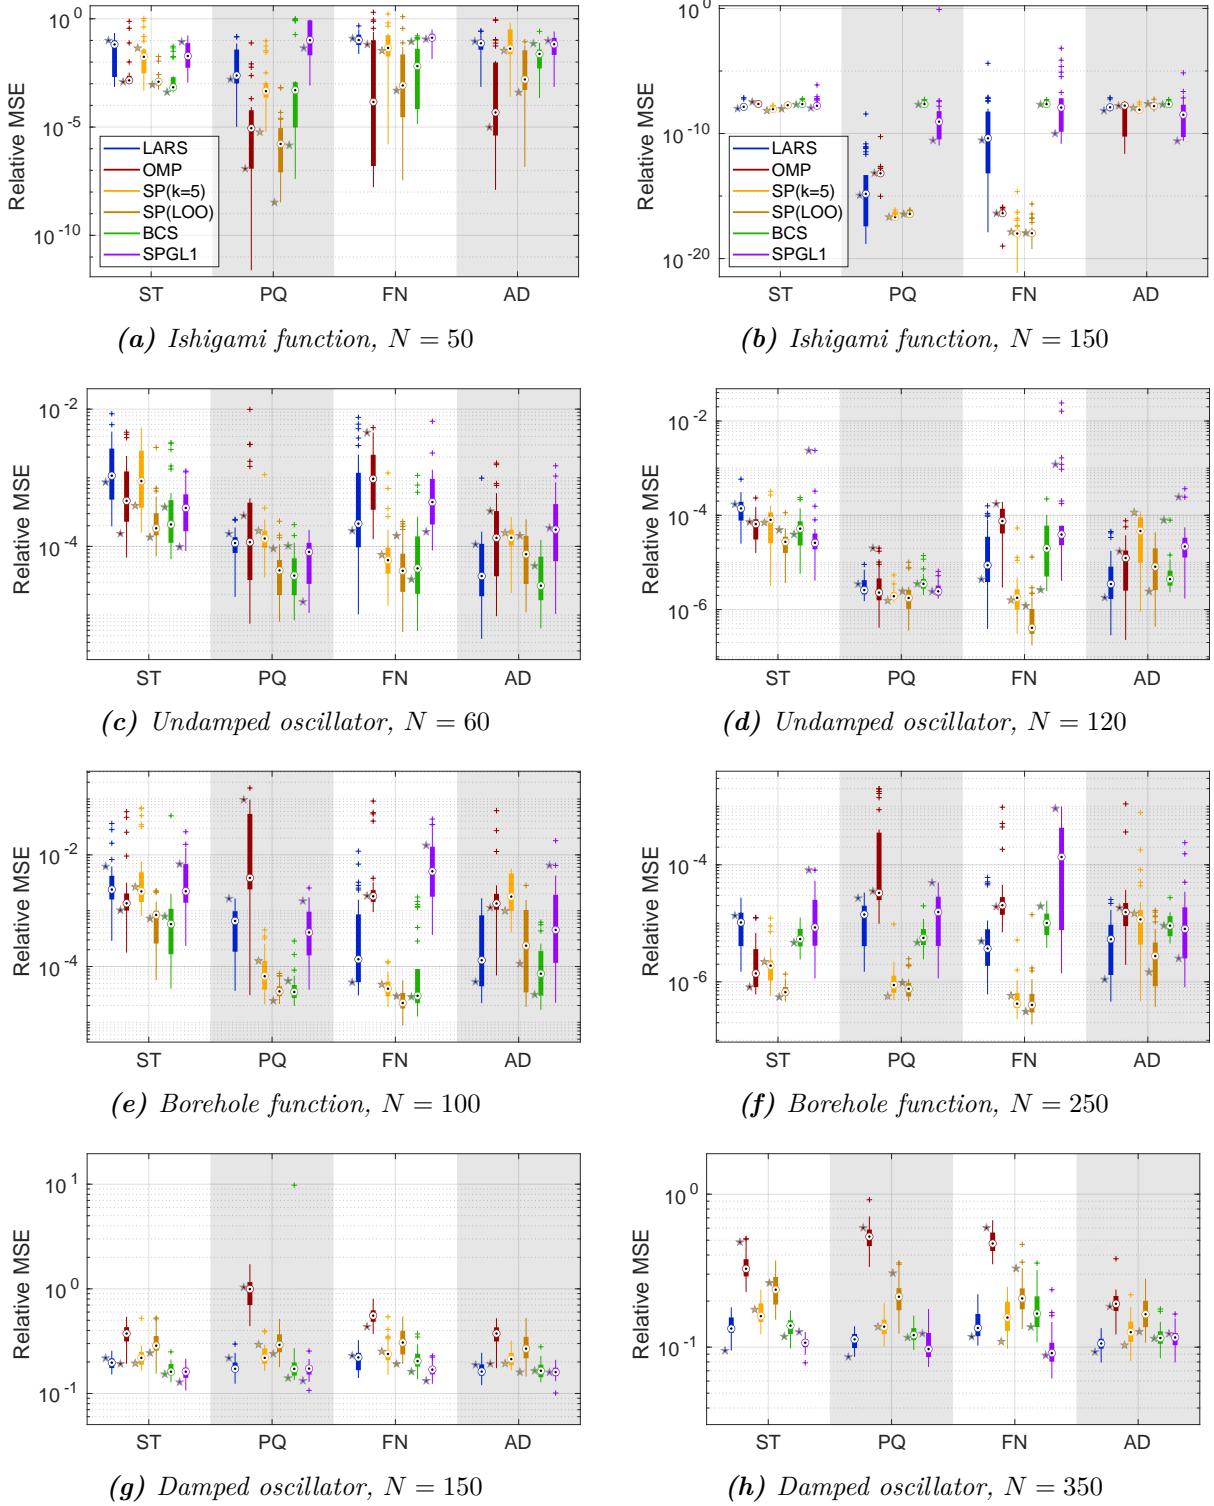 10^0
10^-5
10^-10
Relative MSE
LARS
OMP
SP(k=5)
SP(LOO)
BCS
SPGL1
ST PQ FN AD
(a) Ishigami function, N = 50
10^0
10^-10
10^-20
Relative MSE
LARS
OMP
SP(k=5)
SP(LOO)
BCS
SPGL1
ST PQ FN AD
(b) Ishigami function, N = 150
10^-2
10^-4
Relative MSE
ST PQ FN AD
(c) Undamped oscillator, N = 60
10^-2
10^-4
10^-6
Relative MSE
ST PQ FN AD
(d) Undamped oscillator, N = 120
10^-2
10^-4
Relative MSE
ST PQ FN AD
(e) Borehole function, N = 100
10^-4
10^-6
Relative MSE
ST PQ FN AD
(f) Borehole function, N = 250
10^1
10^0
10^-1
Relative MSE
ST PQ FN AD
(g) Damped oscillator, N = 150
10^0
10^-1
Relative MSE
ST PQ FN AD
(h) Damped oscillator, N = 350